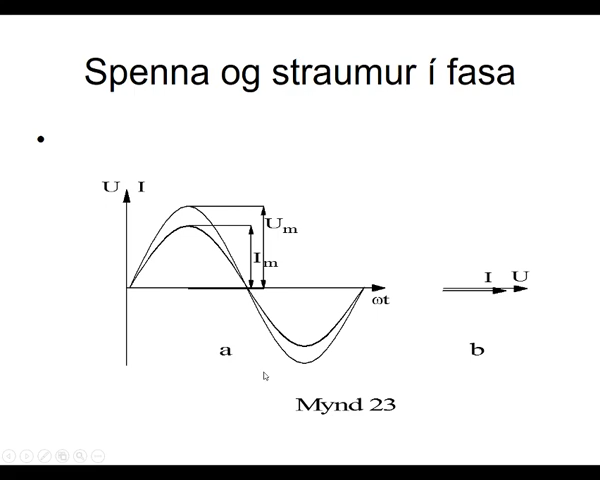 Spenna og straumur í fasa
U I
Um
Im
ωt
I U
a
b
Mynd 23